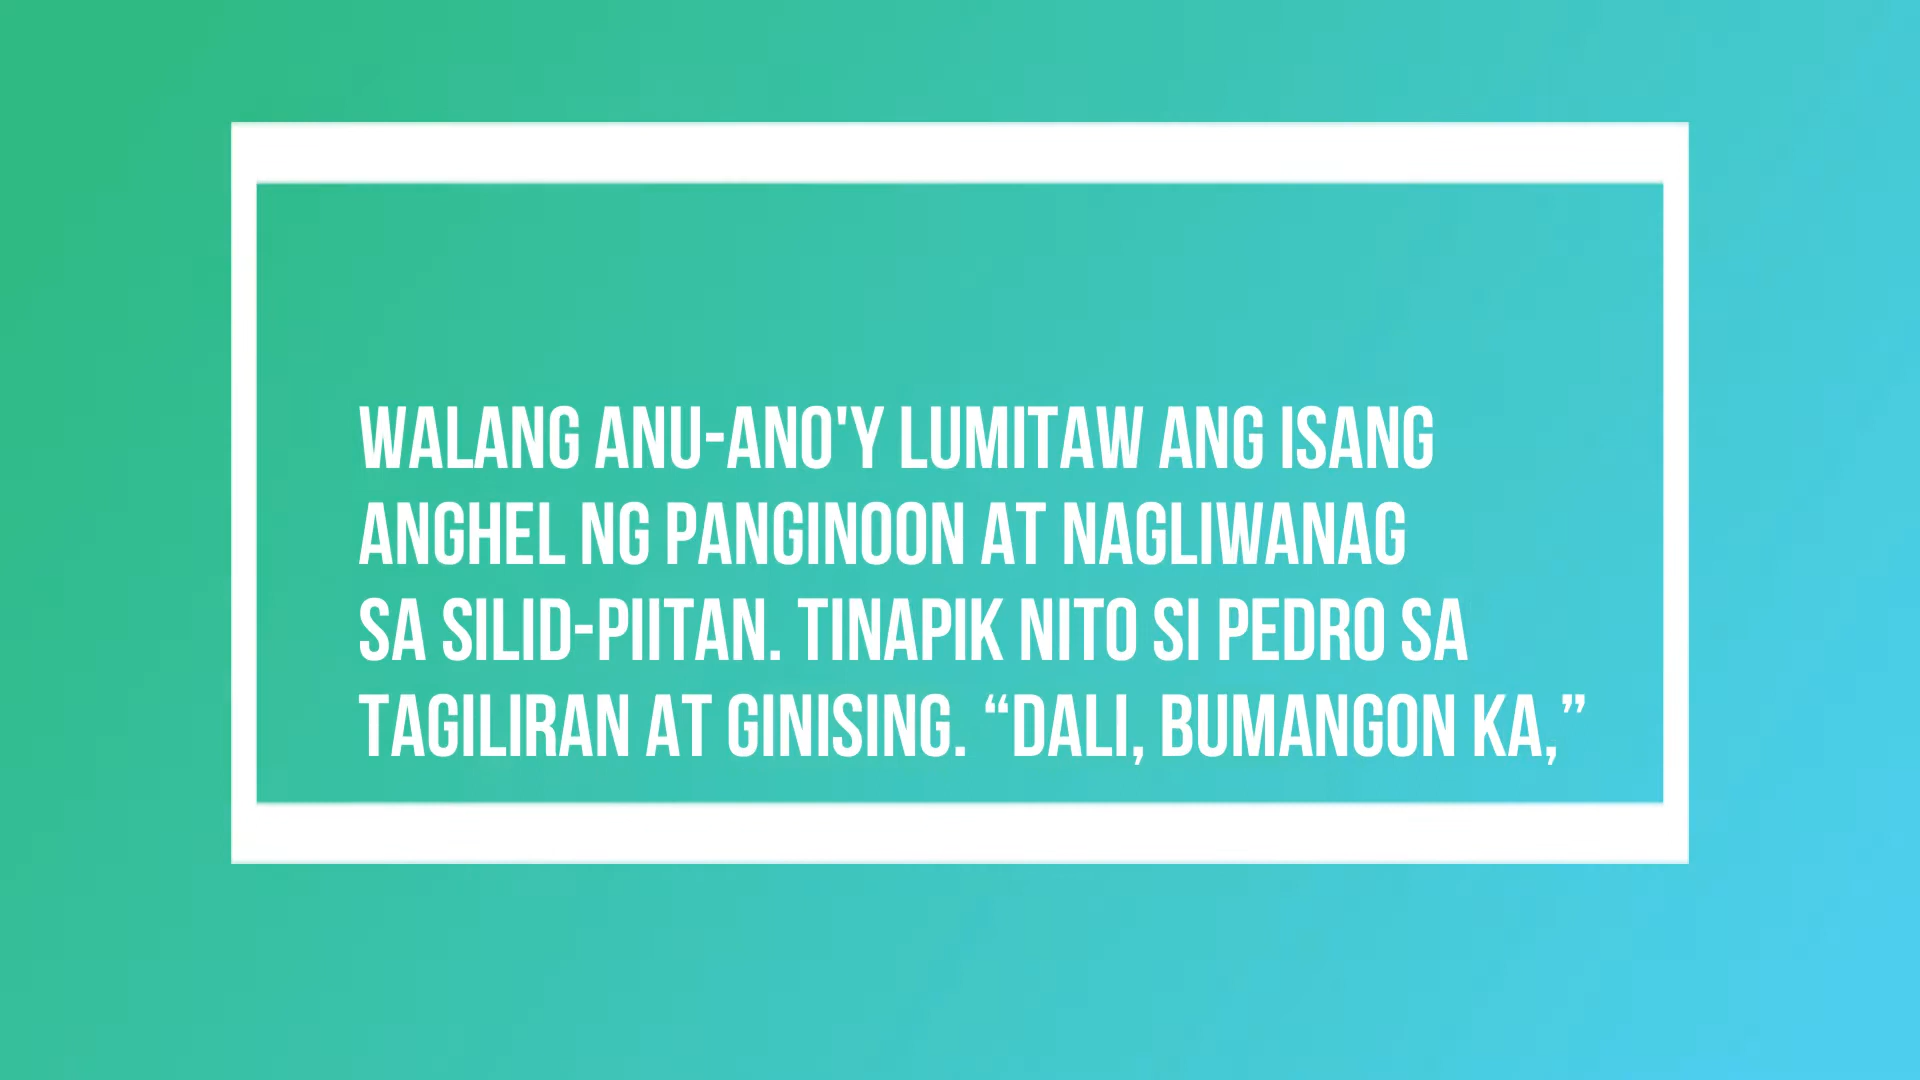 WALANG ANU-ANO'Y LUMITAW ANG ISANG
ANGHEL NG PANGINOON AT NAGLIWANAG
SA SILID-PIITAN. TINAPIK NITO SI PEDRO SA
TAGILIRAN AT GINISING. “DALI, BUMANGON KA,”